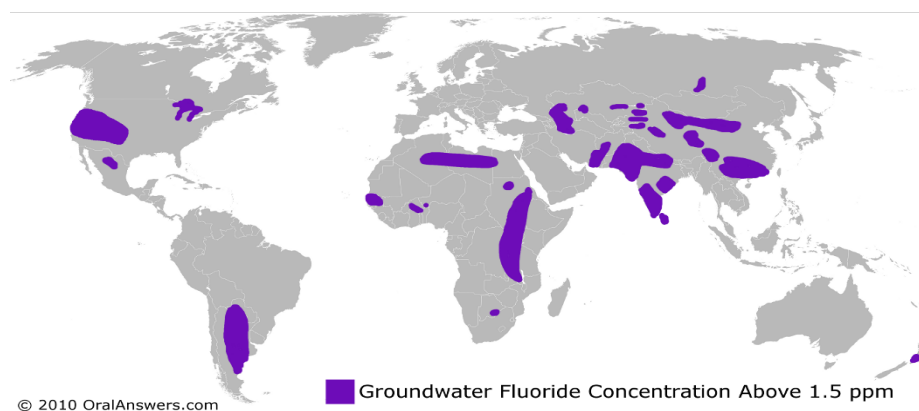 Groundwater Fluoride Concentration Above 1.5 ppm
© 2010 OralAnswers.com